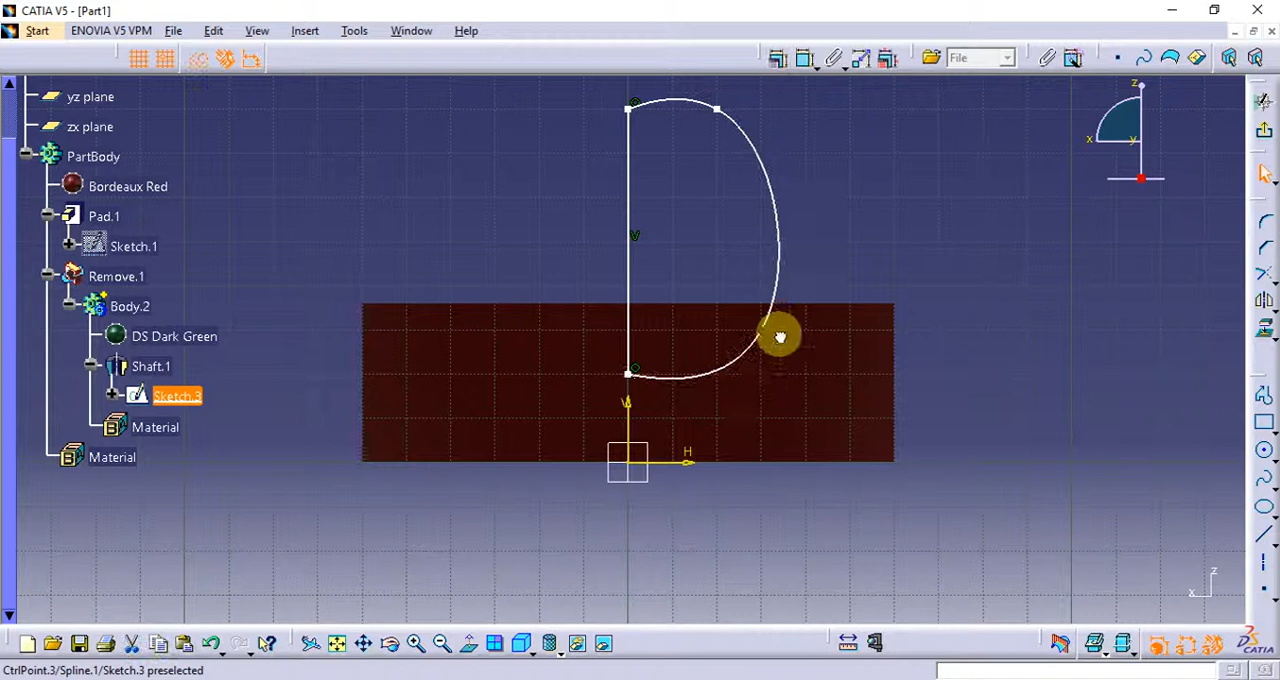 CATIA V5 - [Part1]
Start ENOVIA V5 VPM File Edit View Insert Tools Window Help
File
yz plane
zx plane
PartBody
Bordeaux Red
Pad.1
Sketch.1
Remove.1
Body.2
DS Dark Green
Shaft.1
Sketch.3
Material
Material
z
x
y
V
V
H
z
x
CATIA
CtrlPoint.3/Spline.1/Sketch.3 preselected